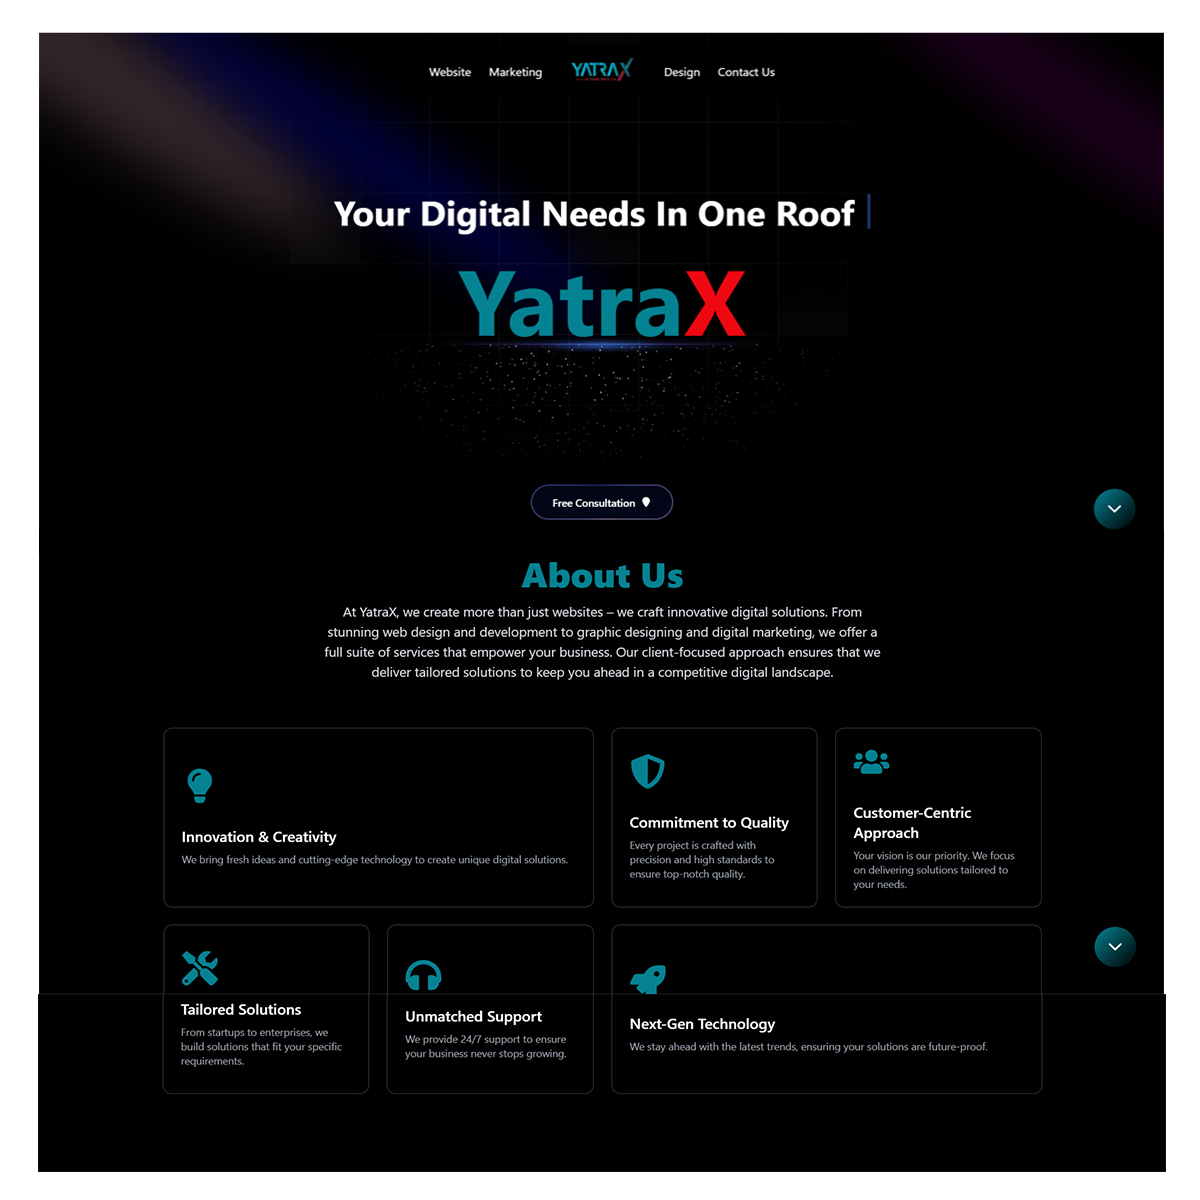 Website Marketing YATRAX Design Contact Us
Your Digital Needs In One Roof
YatraX
Free Consultation
About Us
At YatraX, we create more than just websites – we craft innovative digital solutions. From
stunning web design and development to graphic designing and digital marketing, we offer a
full suite of services that empower your business. Our client-focused approach ensures that we
deliver tailored solutions to keep you ahead in a competitive digital landscape.
Innovation & Creativity
We bring fresh ideas and cutting-edge technology to create unique digital solutions.
Commitment to Quality
Every project is crafted with
precision and high standards to
ensure top-notch quality.
Customer-Centric
Approach
Your vision is our priority. We focus
on delivering solutions tailored to
your needs.
Tailored Solutions
From startups to enterprises, we
build solutions that fit your specific
requirements.
Unmatched Support
We provide 24/7 support to ensure
your business never stops growing.
Next-Gen Technology
We stay ahead with the latest trends, ensuring your solutions are future-proof.